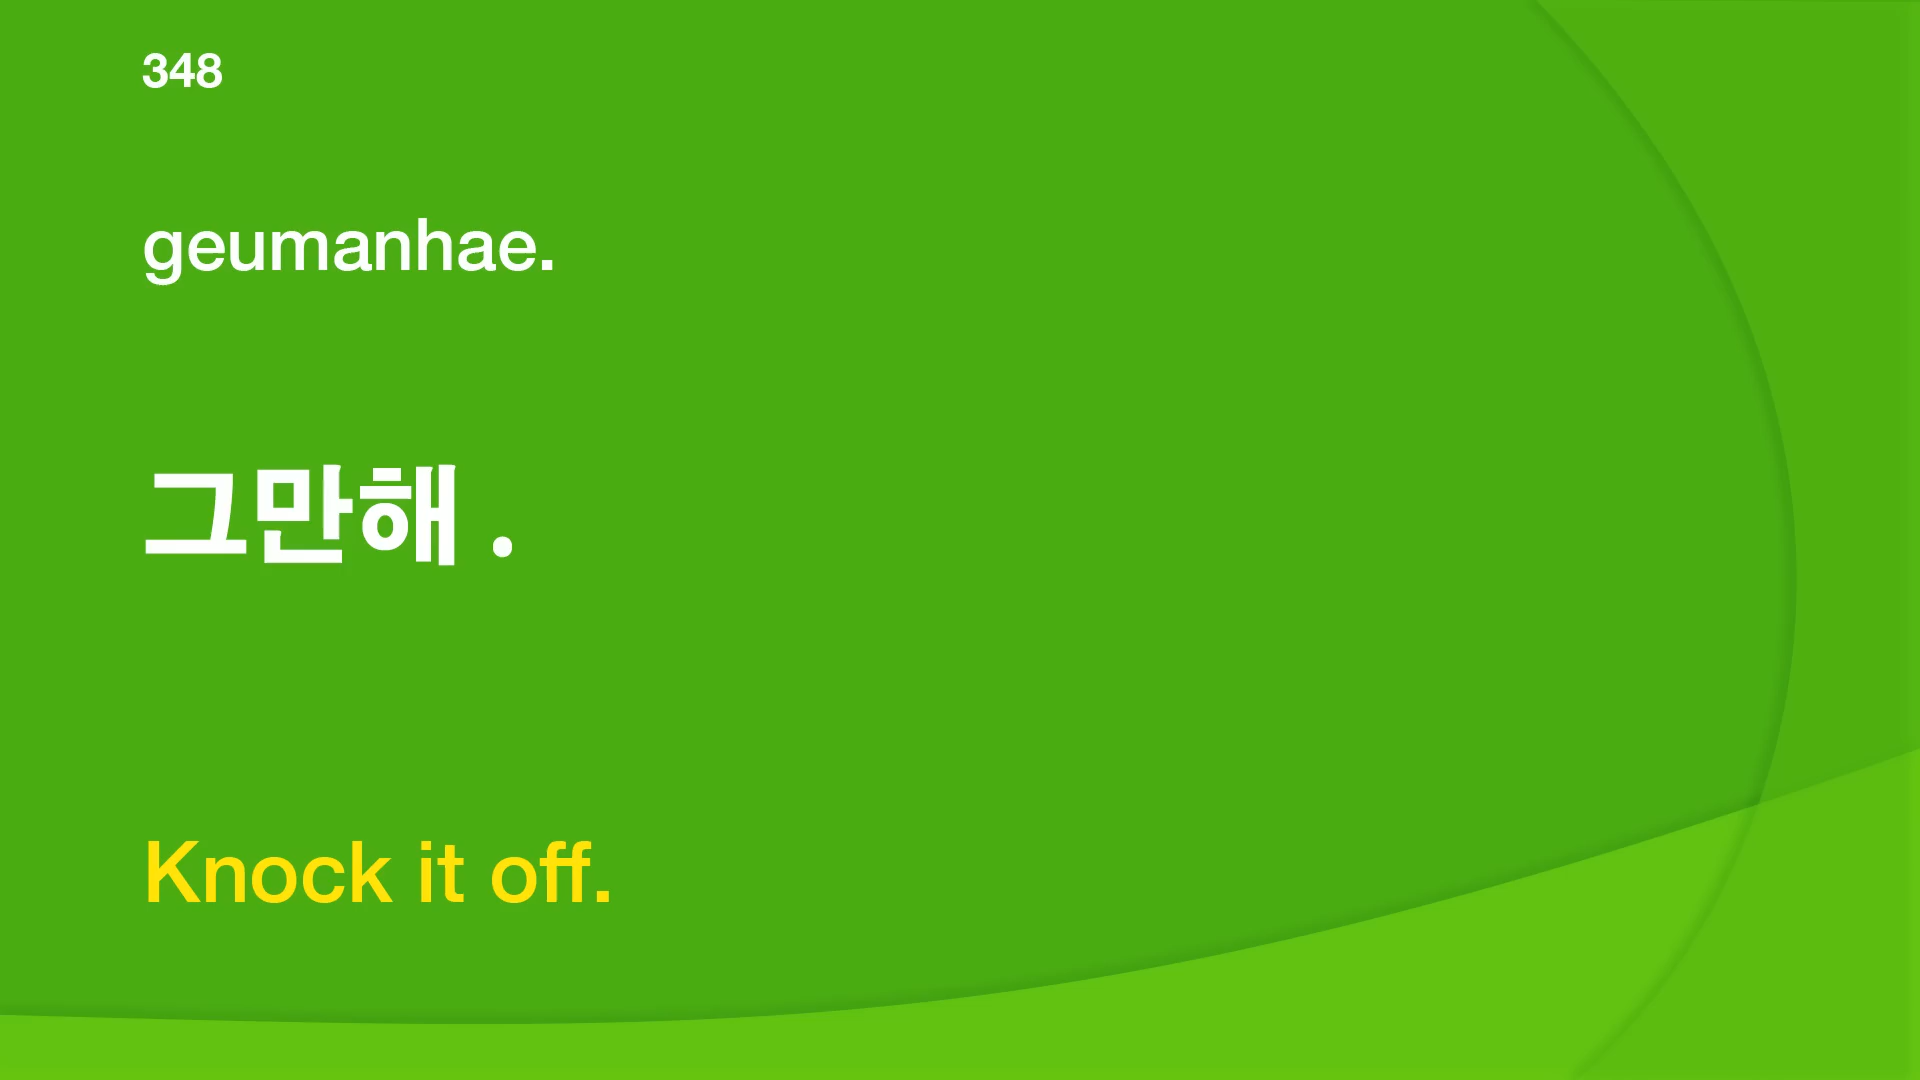 348
geumanhae.
그만해 .
Knock it off.